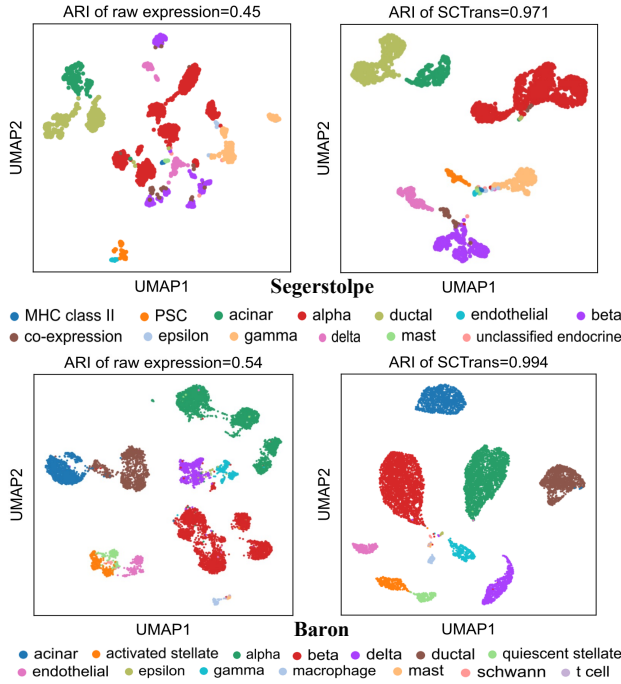 ARI of raw expression=0.45
ARI of SCTrans=0.971
UMAP2
UMAP2
UMAP1
Segerstolpe
UMAP1
MHC class II PSC acinar alpha ductal endothelial beta
co-expression epsilon gamma delta mast unclassified endocrine
ARI of raw expression=0.54
ARI of SCTrans=0.994
UMAP2
UMAP2
UMAP1
Baron
UMAP1
acinar activated stellate alpha beta delta ductal quiescent stellate
endothelial epsilon gamma macrophage mast schwann t cell